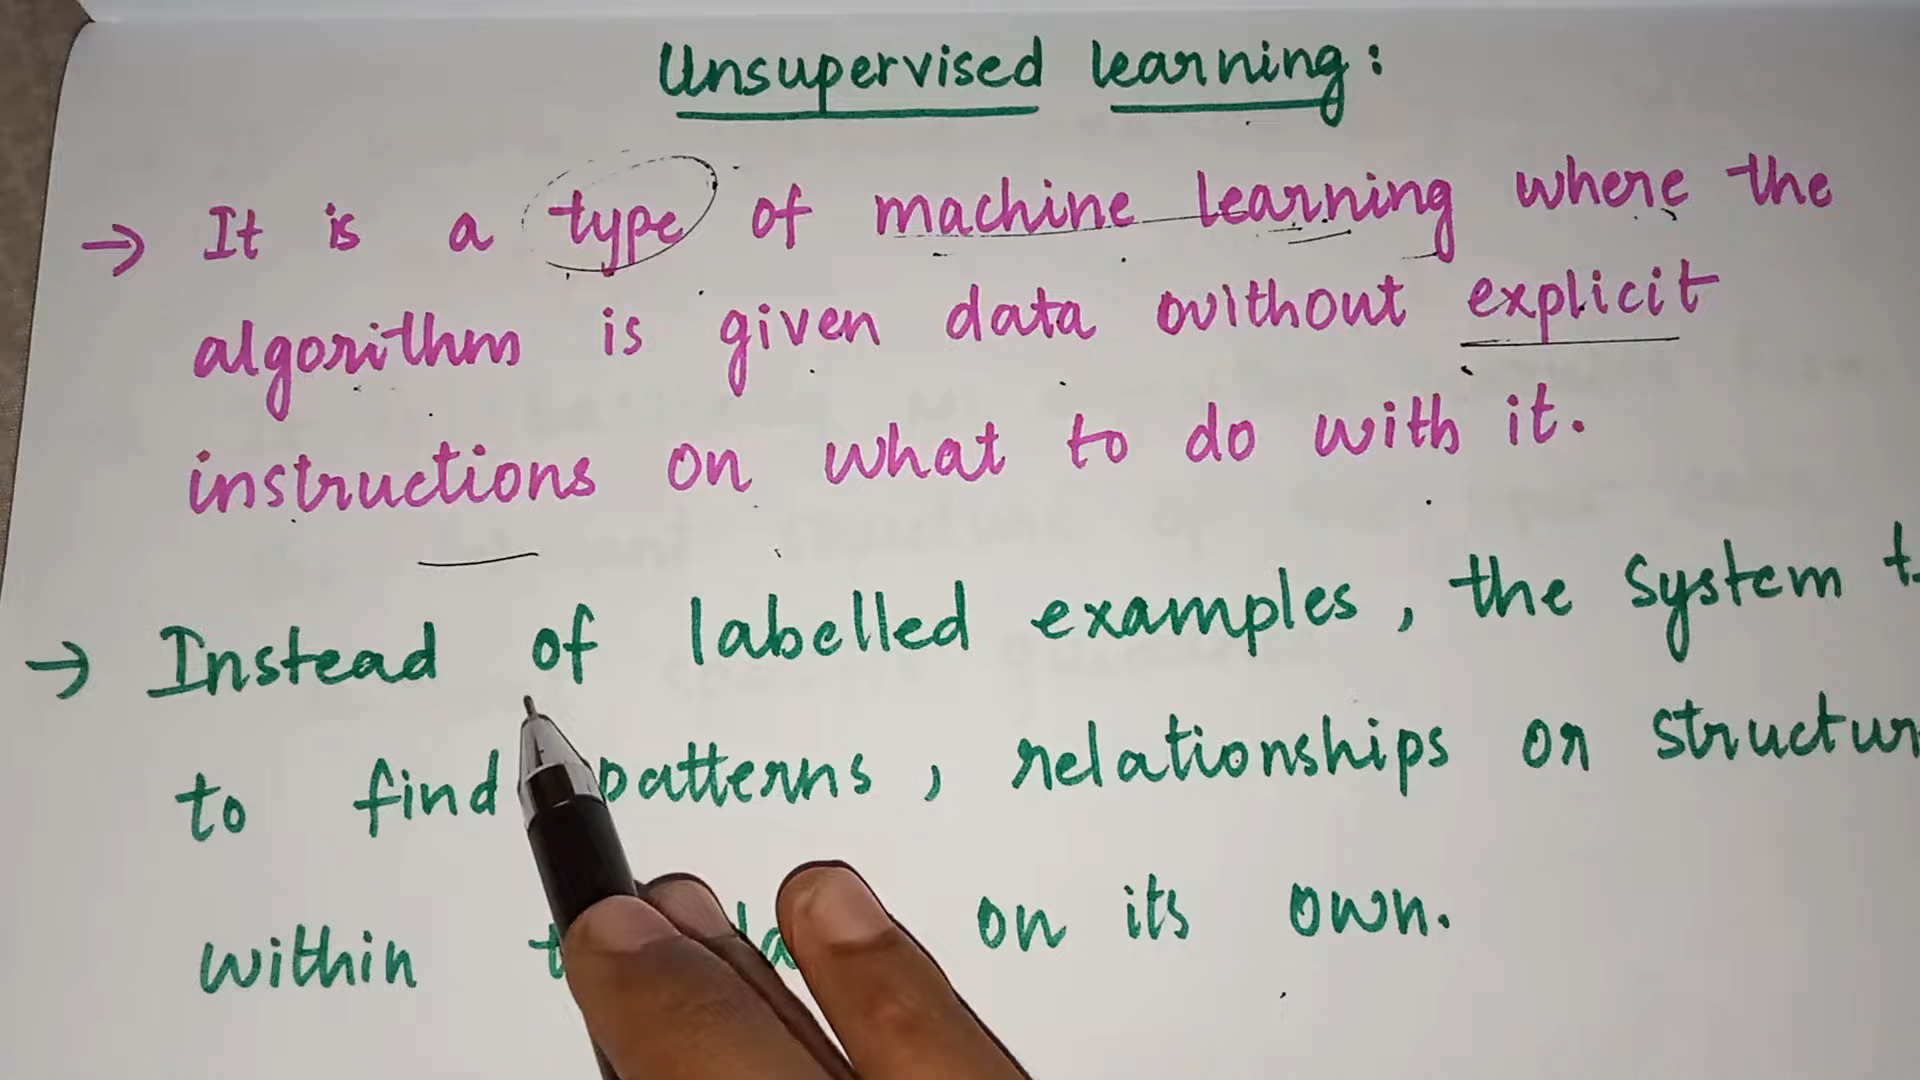 Unsupervised learning:
→ It is a type of machine learning where the
algorithm is given data without explicit
instructions on what to do with it.
→ Instead of labelled examples, the system
to find patterns, relationships or
within on its own.